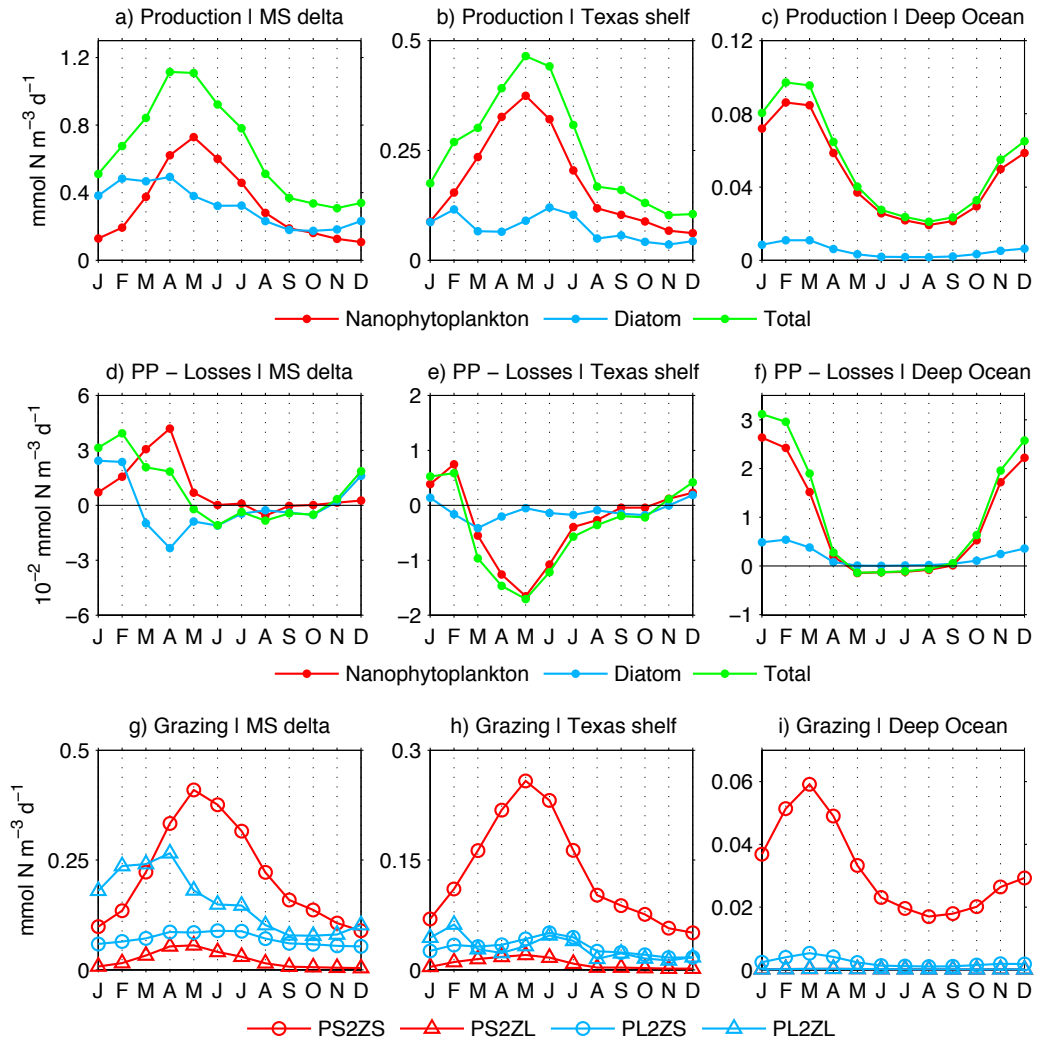 a) Production | MS delta
b) Production | Texas shelf
c) Production | Deep Ocean
mmol N m−3 d−1
1.2
0.8
0.4
0
J F M A M J J A S O N D
0.5
0.25
0
J F M A M J J A S O N D
0.12
0.08
0.04
0
J F M A M J J A S O N D
Nanophytoplankton Diatom Total
d) PP − Losses | MS delta
e) PP − Losses | Texas shelf
f) PP − Losses | Deep Ocean
10−2 mmol N m−3 d−1
6
3
0
−3
−6
J F M A M J J A S O N D
2
1
0
−1
−2
J F M A M J J A S O N D
3
2
1
0
−1
J F M A M J J A S O N D
Nanophytoplankton Diatom Total
g) Grazing | MS delta
h) Grazing | Texas shelf
i) Grazing | Deep Ocean
mmol N m−3 d−1
0.5
0.25
0
J F M A M J J A S O N D
0.3
0.15
0
J F M A M J J A S O N D
0.06
0.04
0.02
0
J F M A M J J A S O N D
PS2ZS PS2ZL PL2ZS PL2ZL